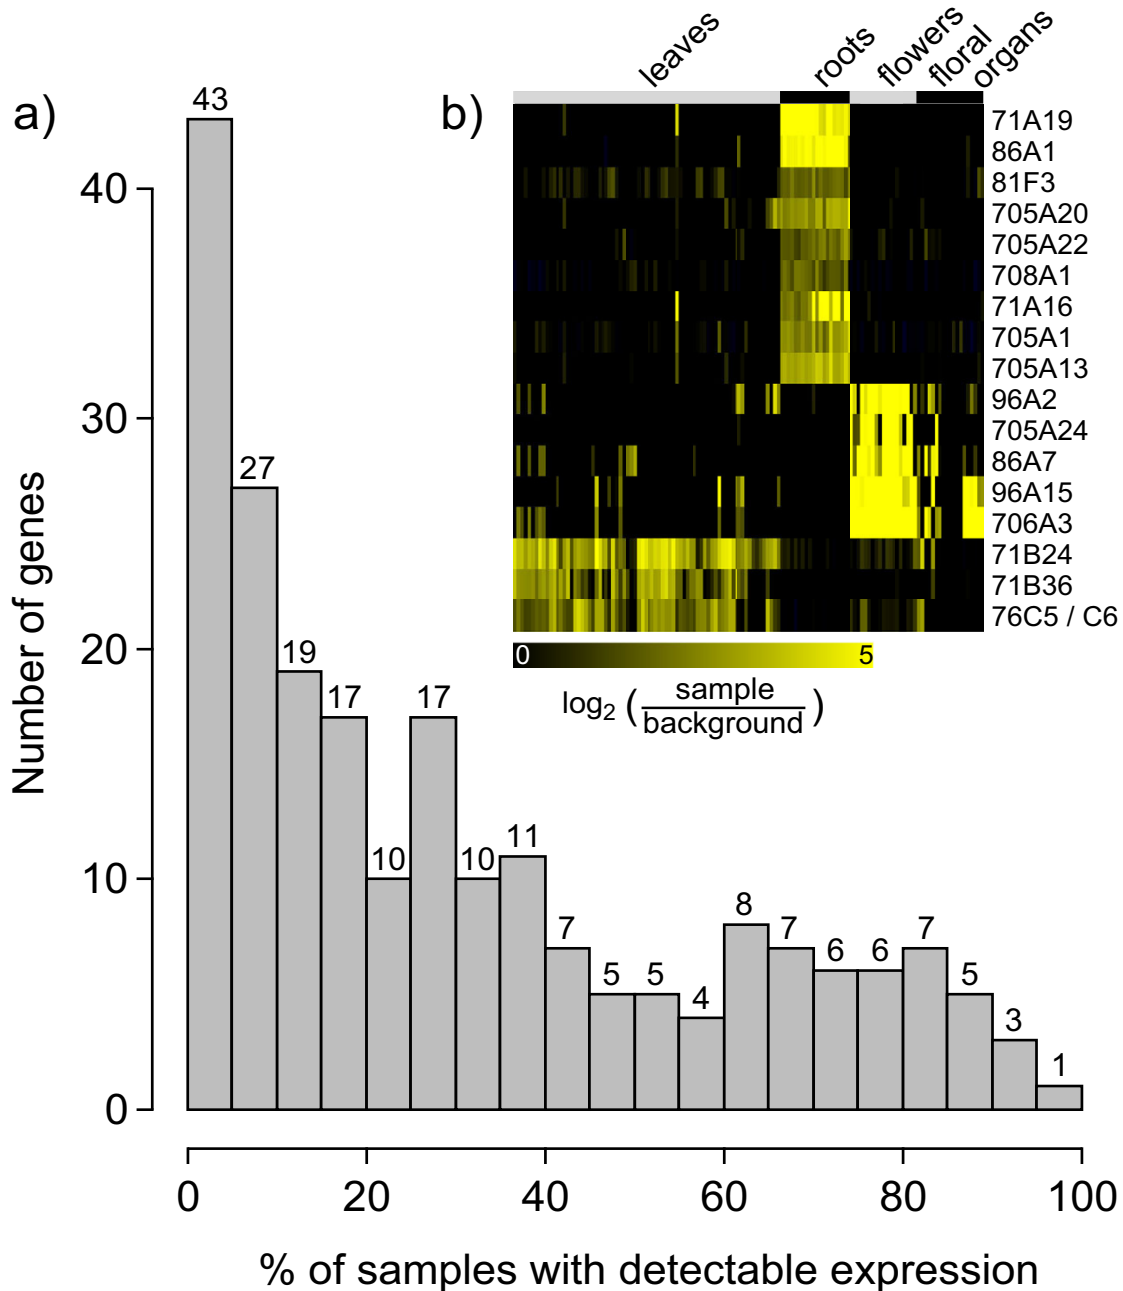 a)
43
27
19
17
10
17
10
11
7
5
5
4
8
7
6
6
7
5
3
1
40
30
20
10
0
Number of genes
0 20 40 60 80 100
% of samples with detectable expression
b)
leaves
roots
flowers
floral
organs
71A19
86A1
81F3
705A20
705A22
708A1
71A16
705A1
705A13
96A2
705A24
86A7
96A15
706A3
71B24
71B36
76C5 / C6
0 5
log₂ ( sample
background )